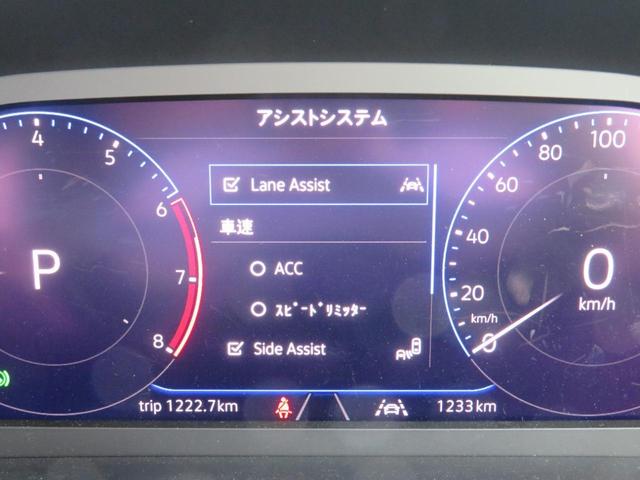 アシストシステム
4
5
6
7
8
P
Lane Assist
車速
ACC
ｽﾋﾟｰﾄﾞﾘﾐｯﾀｰ
Side Assist
100
80
60
40
20
km/h
0
0
km/h
trip 1222.7km
1233 km